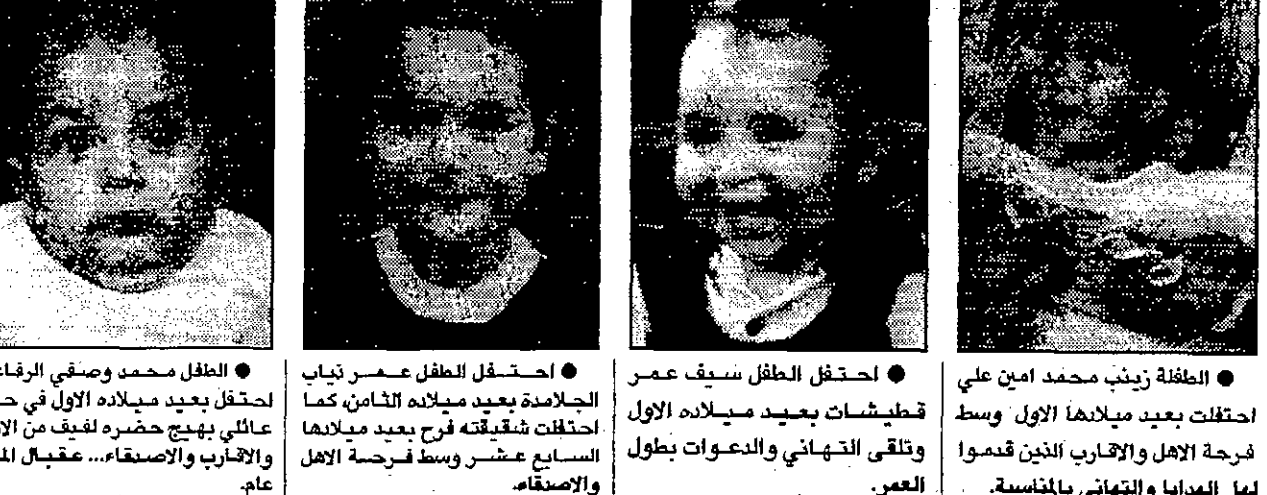 ● الطفلة زينب محمد امين علي
احتفلت بعيد ميلادها الاول وسط
فرحة الاهل والاقارب الذين قدموا
لها الهدايا والتهاني بالمناسبة.
● احتفل الطفل سيف عمر
قطيشات بعيد ميلاده الاول
وتلقى التهاني والدعوات بطول
العمر.
● احتفل الطفل عمر ذياب
الجلامدة بعيد ميلاده الثامن، كما
احتفلت شقيقته فرح بعيد ميلادها
السابع عشر وسط فرحة الاهل
والاصدقاء.
● الطفل محمد وصفي
احتفل بعيد ميلاده الاول في
عائلي بهيج حضره لفيف من
والاقارب والاصدقاء... عقبال
عام.